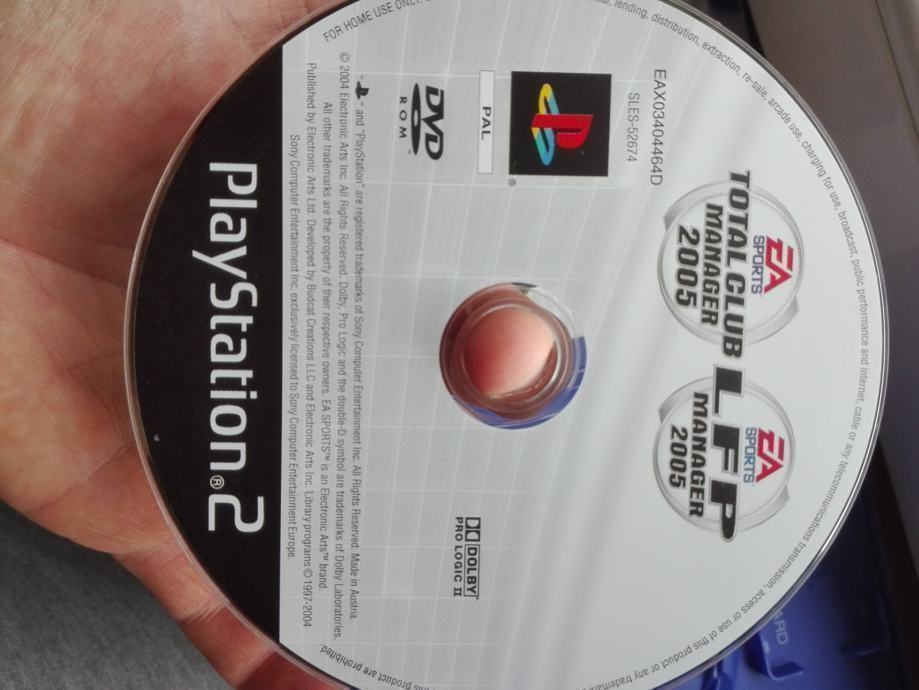 EA
SPORTS
TOTAL CLUB
MANAGER
2005
EA
SPORTS
LFP
MANAGER
2005
EAX03404464D
SLES-52674
®
PAL
DVD
ROM
DOLBY
PRO LOGIC II
" " and "PlayStation" are registered trademarks of Sony Computer Entertainment Inc. All Rights Reserved. Made in Austria.
© 2004 Electronic Arts Inc. All Rights Reserved. Dolby, Pro Logic and the double-D symbol are trademarks of Dolby Laboratories.
All other trademarks are the property of their respective owners. EA SPORTS™ is an Electronic Arts™ brand.
Published by Electronic Arts Ltd. Developed by Budcat Creations LLC and Electronic Arts Inc. Library programs © 1997-2004
Sony Computer Entertainment Inc. exclusively licensed to Sony Computer Entertainment Europe.
PlayStation®2
FOR HOME USE ONLY.
lending, distribution, extraction, re-sale, arcade use, charging for use, broadcast, public performance and internet, cable or any telecommunications transmission, access or use of this product or any trademark
this product are prohibited.